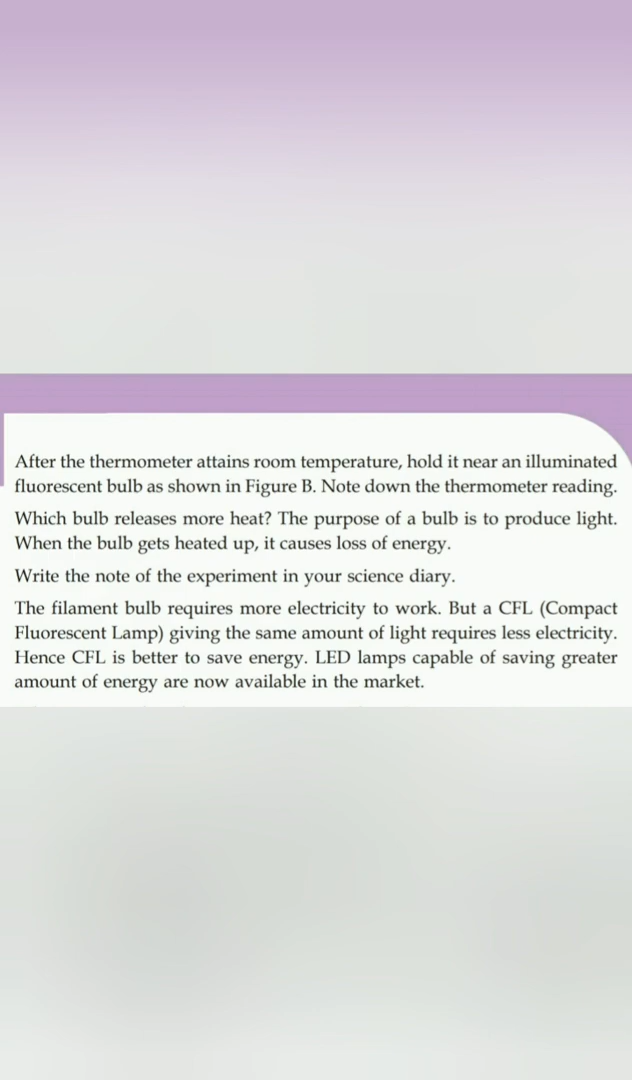 After the thermometer attains room temperature, hold it near an illuminated
fluorescent bulb as shown in Figure B. Note down the thermometer reading.
Which bulb releases more heat? The purpose of a bulb is to produce light.
When the bulb gets heated up, it causes loss of energy.
Write the note of the experiment in your science diary.
The filament bulb requires more electricity to work. But a CFL (Compact
Fluorescent Lamp) giving the same amount of light requires less electricity.
Hence CFL is better to save energy. LED lamps capable of saving greater
amount of energy are now available in the market.